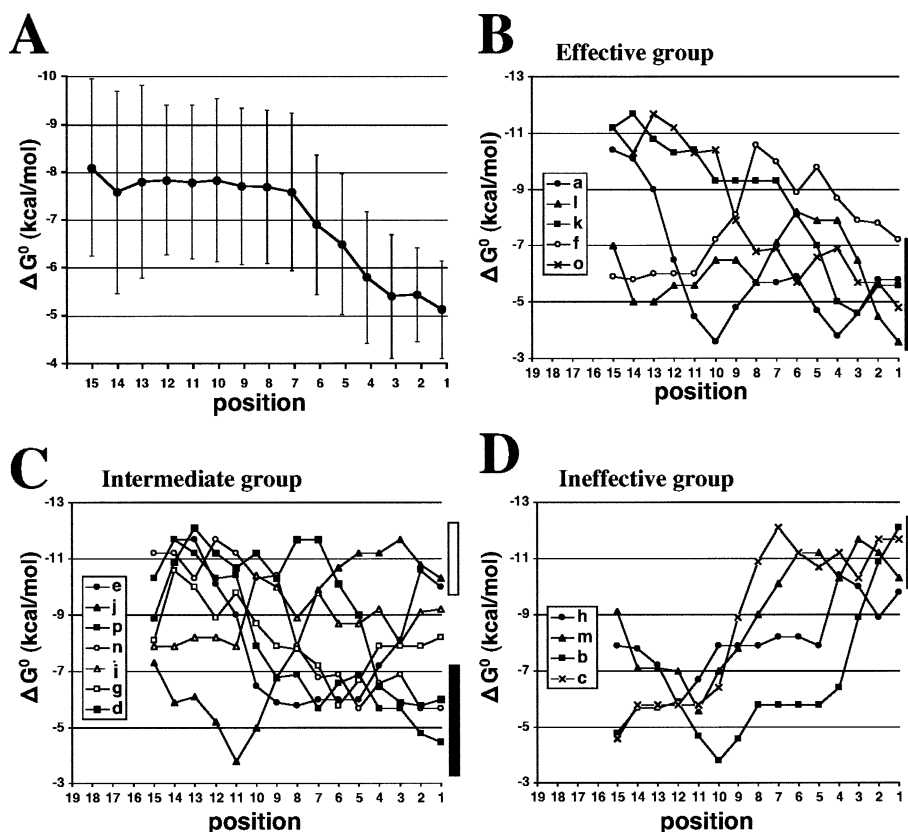 A
-10
-9
-8
-7
-6
-5
-4
ΔG⁰ (kcal/mol)
15 14 13 12 11 10 9 8 7 6 5 4 3 2 1
position
B
Effective group
-13
-11
-9
-7
-5
-3
ΔG⁰ (kcal/mol)
a
l
k
f
o
19 18 17 16 15 14 13 12 11 10 9 8 7 6 5 4 3 2 1
position
C
Intermediate group
-13
-11
-9
-7
-5
-3
ΔG⁰ (kcal/mol)
e
j
p
n
i
g
d
19 18 17 16 15 14 13 12 11 10 9 8 7 6 5 4 3 2 1
position
D
Ineffective group
-13
-11
-9
-7
-5
-3
ΔG⁰ (kcal/mol)
h
m
b
c
19 18 17 16 15 14 13 12 11 10 9 8 7 6 5 4 3 2 1
position